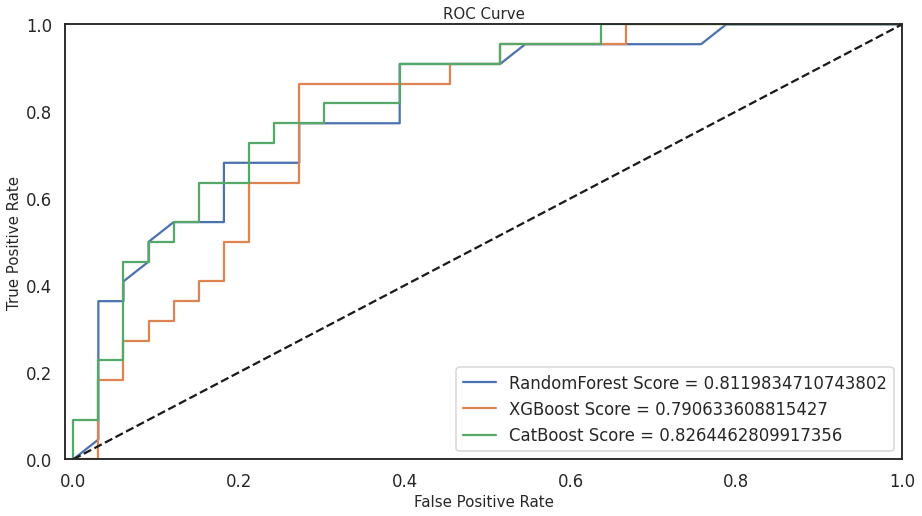 ROC Curve
True Positive Rate
1.0
0.8
0.6
0.4
0.2
0.0
RandomForest Score = 0.8119834710743802
XGBoost Score = 0.790633608815427
CatBoost Score = 0.8264462809917356
0.0 0.2 0.4 0.6 0.8 1.0
False Positive Rate